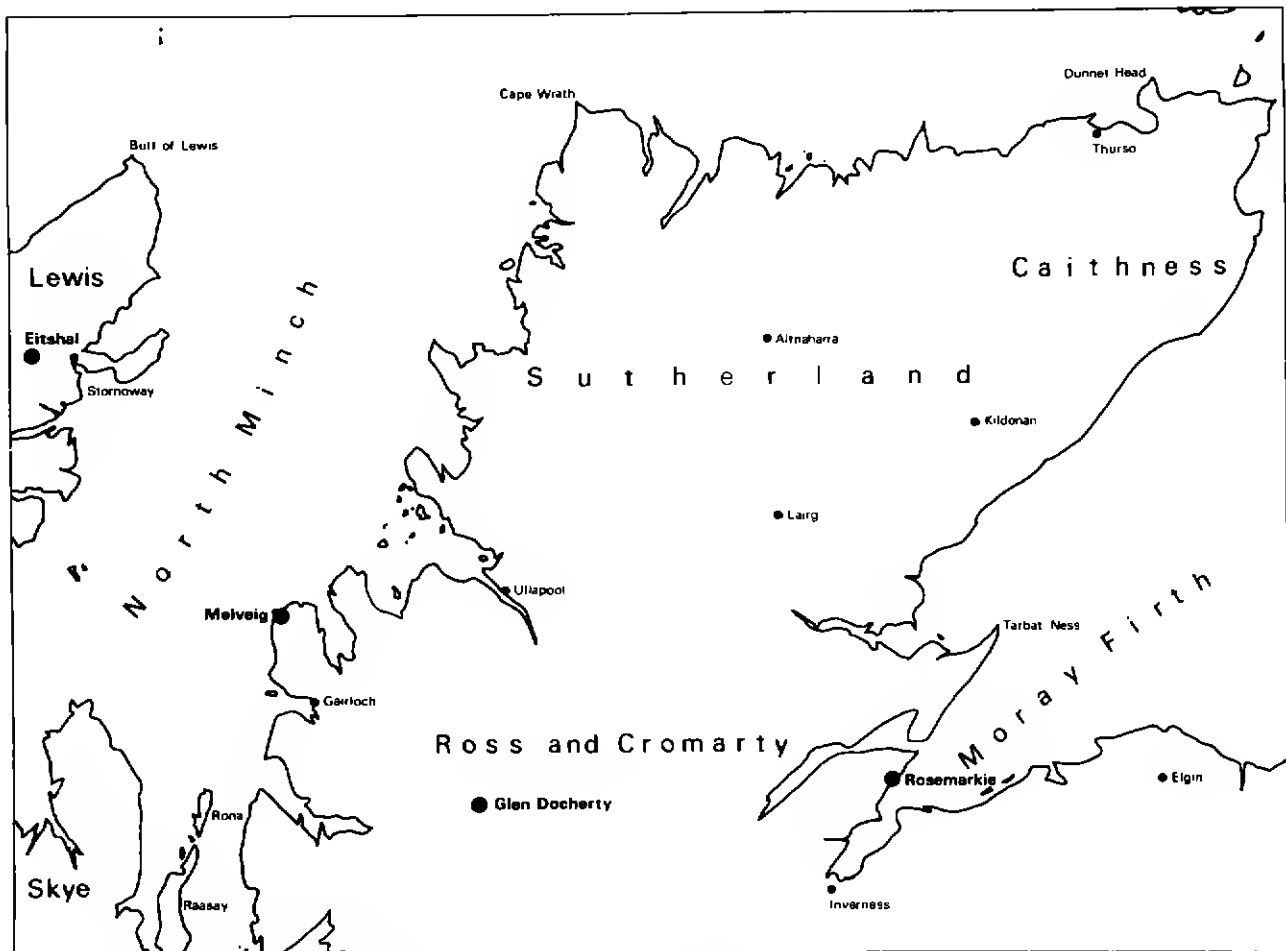 Cape Wrath
Dunnet Head
Thurso
Butt of Lewis
Lewis
Caithness
North Minch
Eitshal
Stornoway
Altnaharra
Sutherland
Kildonan
Lairg
Ullapool
Melvaig
Tarbat Ness
Moray Firth
Gairloch
Ross and Cromarty
Rosemarkie
Elgin
Glen Docherty
Rona
Skye
Raasay
Inverness